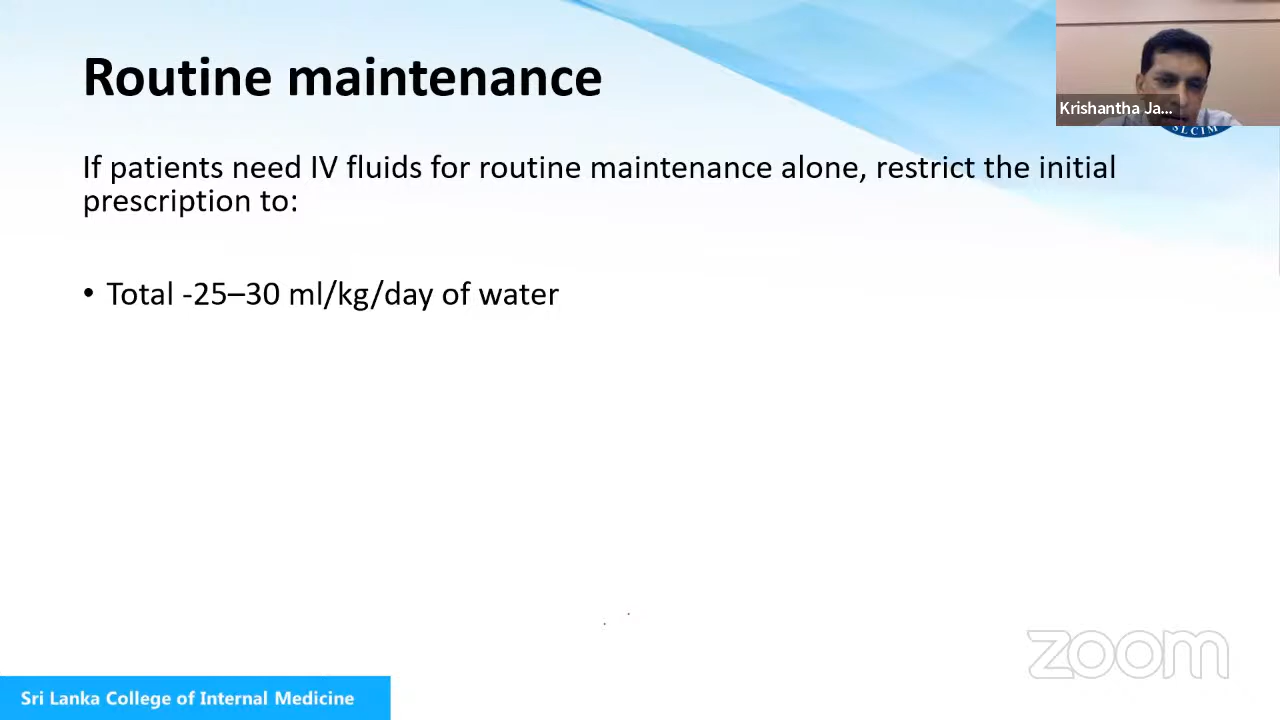 Routine maintenance
Krishantha Ja...
SLCIM
If patients need IV fluids for routine maintenance alone, restrict the initial
prescription to:
• Total -25–30 ml/kg/day of water
zoom
Sri Lanka College of Internal Medicine